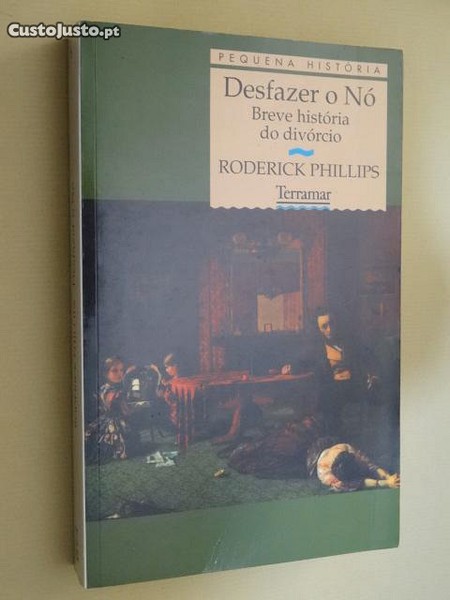 CustoJusto.pt
PEQUENA HISTÓRIA
Desfazer o Nó
Breve história
do divórcio
RODERICK PHILLIPS
Terramar